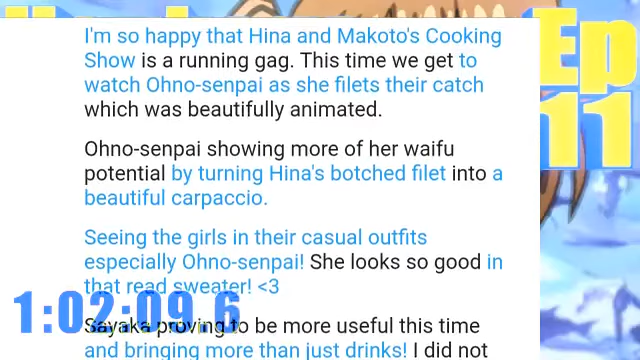 I'm so happy that Hina and Makoto's Cooking
Show is a running gag. This time we get to
watch Ohno-senpai as she filets their catch
which was beautifully animated.
Ohno-senpai showing more of her waifu
potential by turning Hina's botched filet into a
beautiful carpaccio.
Seeing the girls in their casual outfits
especially Ohno-senpai! She looks so good in
that read sweater! <3
Sayaka proving to be more useful this time
and bringing more than just drinks! I did not
Ep
11
1:02:09.6